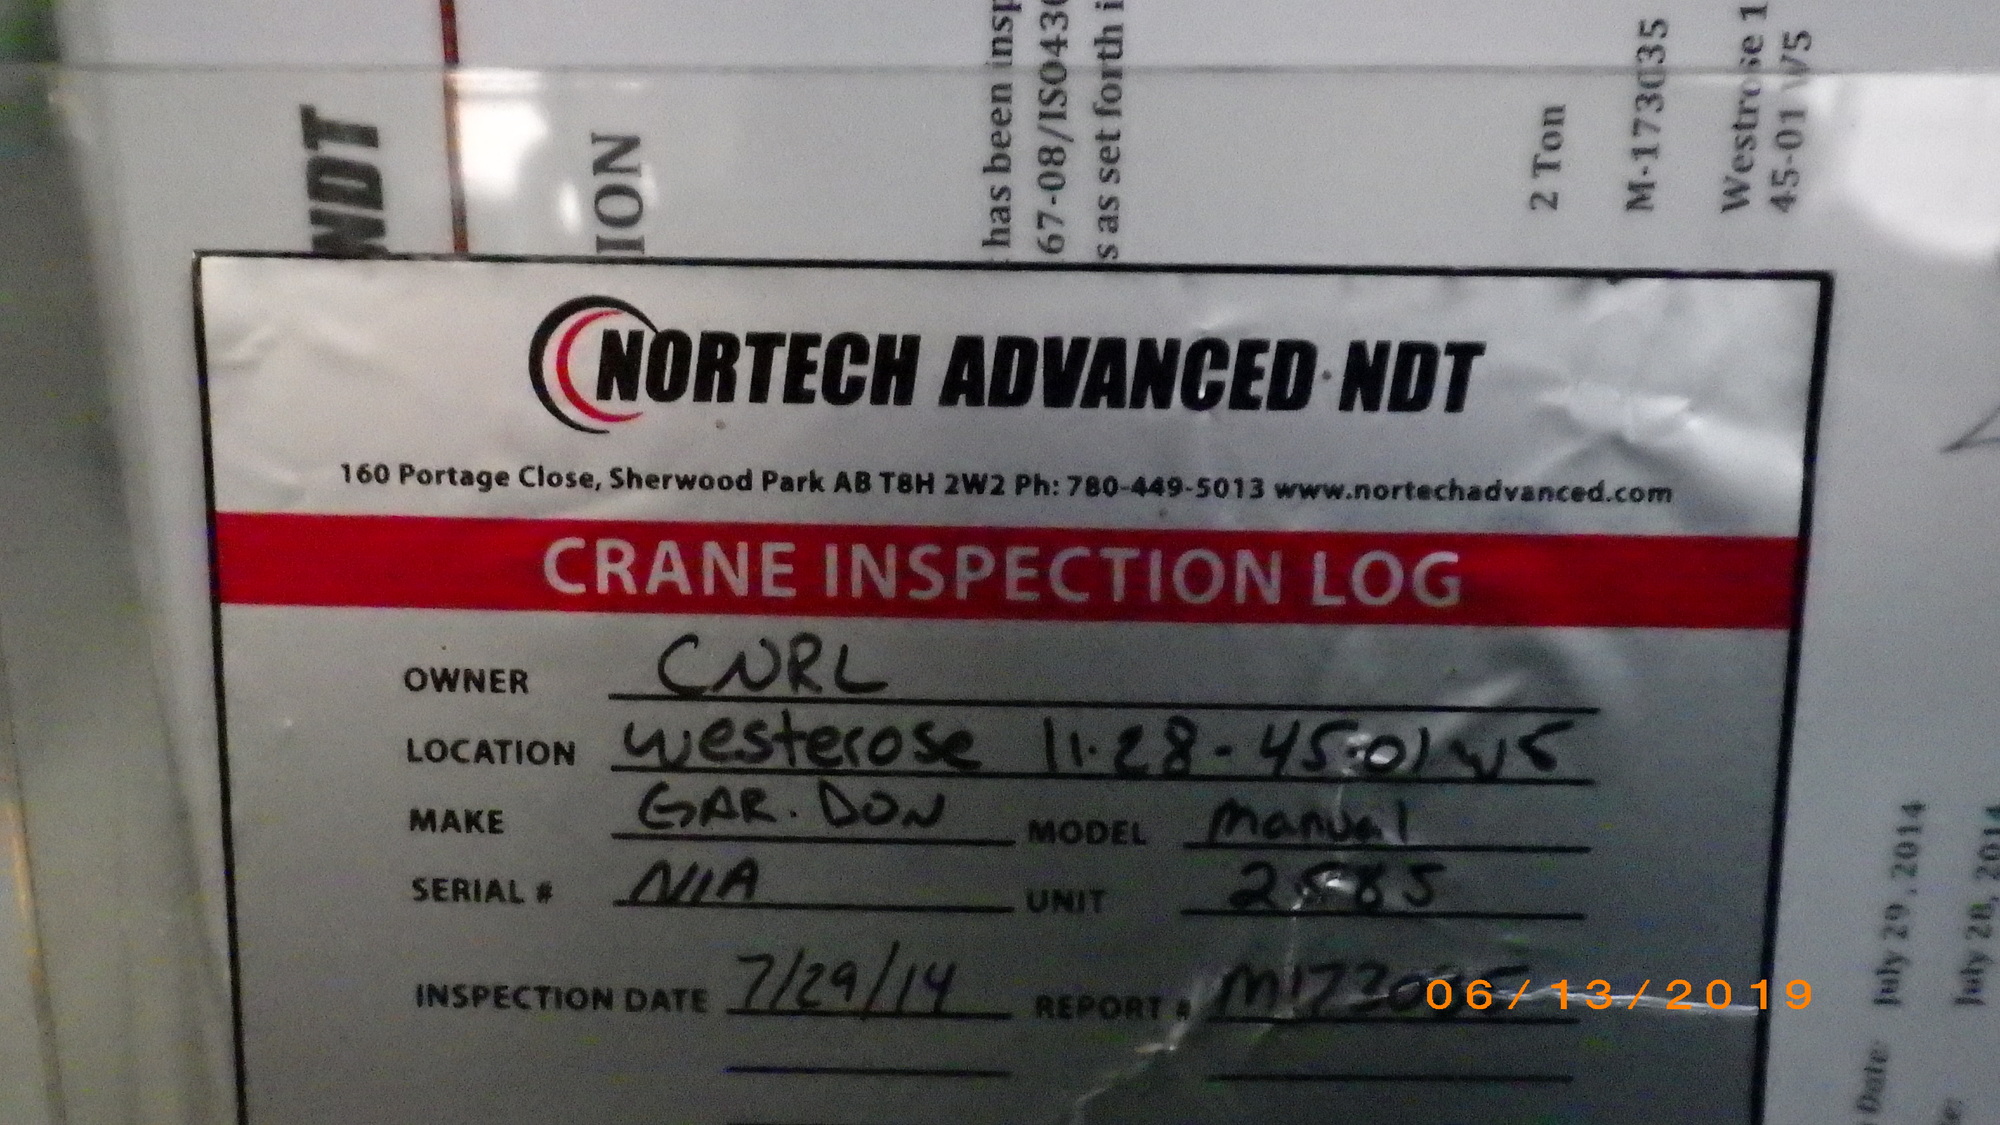 NDT
ION
has been insp
67-08/ISO430
s as set forth i
2 Ton
M-173035
Westrose 1
45-01 W5
NORTECH ADVANCED NDT
160 Portage Close, Sherwood Park AB T8H 2W2 Ph: 780-449-5013 www.nortechadvanced.com
CRANE INSPECTION LOG
OWNER CNRL
LOCATION westerose 11-28-45-01 W5
MAKE GAR-DON MODEL manual
SERIAL # N/A UNIT 2585
INSPECTION DATE 7/29/14 REPORT # M173035
06/13/2019
Date: July 29, 2014
e: July 28, 2014